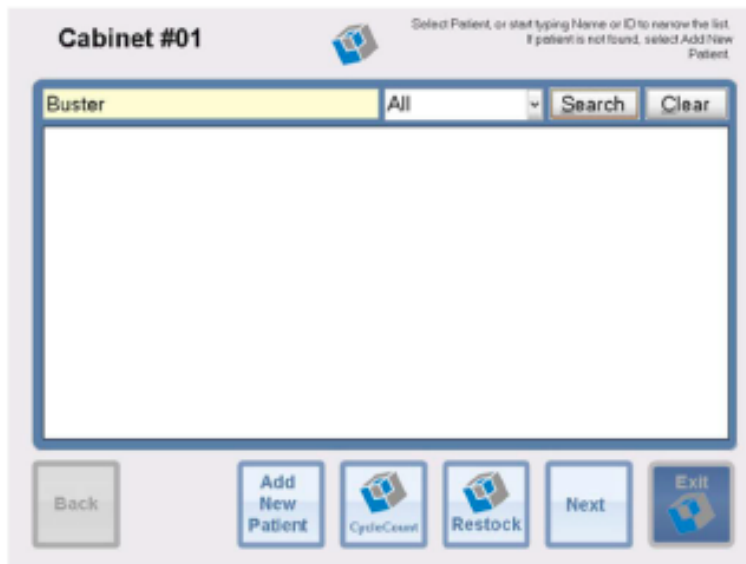 Cabinet #01
Select Patient, or start typing Name or ID to narrow the list.
If patient is not found, select Add New
Patient.
Buster
All
Search
Clear
Back
Add
New
Patient
CycleCount
Restock
Next
Exit